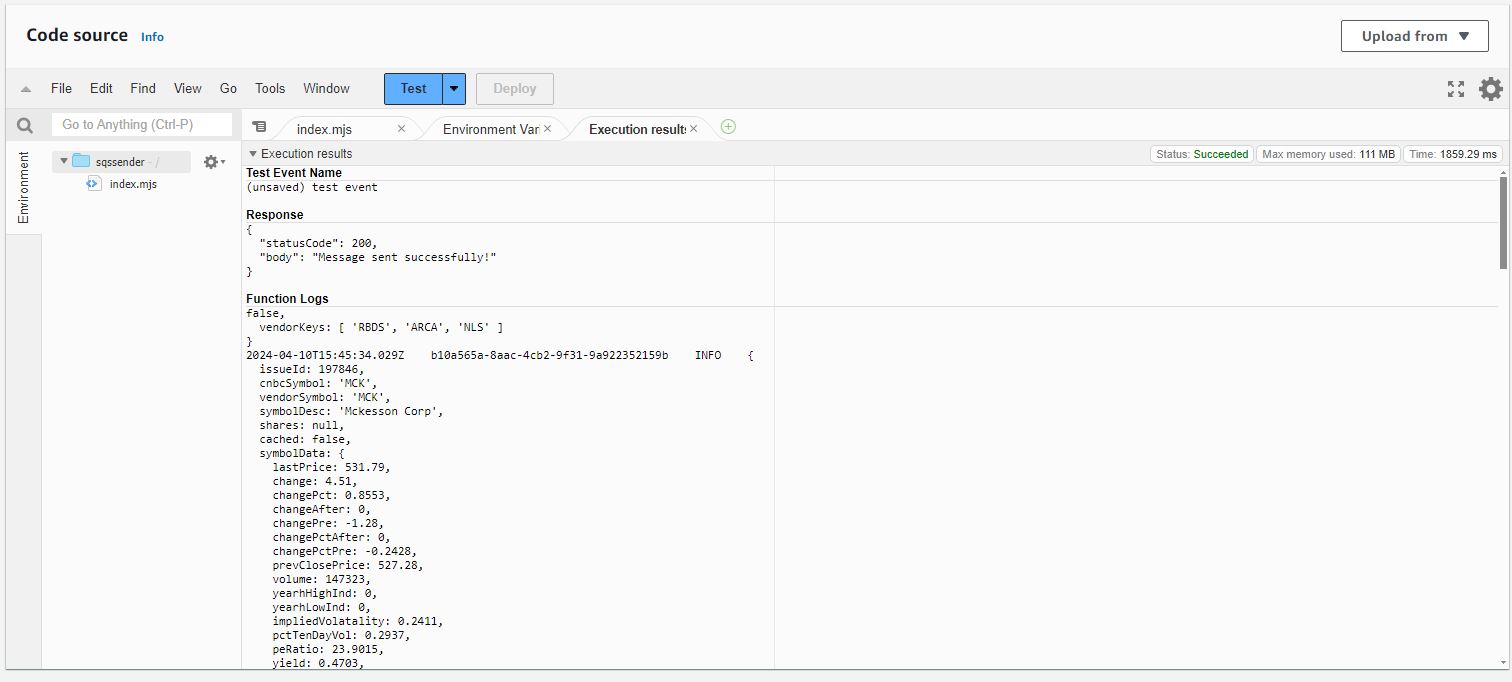 Code source Info
Upload from ▼
File Edit Find View Go Tools Window Test Deploy
Go to Anything (Ctrl-P)
index.mjs × Environment Var × Execution results ×
Environment
sqssender - /
index.mjs
Execution results Status: Succeeded Max memory used: 111 MB Time: 1859.29 ms
Test Event Name
(unsaved) test event
Response
{
"statusCode": 200,
"body": "Message sent successfully!"
}
Function Logs
false,
vendorKeys: [ 'RBDS', 'ARCA', 'NLS' ]
}
2024-04-10T15:45:34.029Z b10a565a-8aac-4cb2-9f31-9a922352159b INFO {
issueId: 197846,
cnbcSymbol: 'MCK',
vendorSymbol: 'MCK',
symbolDesc: 'Mckesson Corp',
shares: null,
cached: false,
symbolData: {
lastPrice: 531.79,
change: 4.51,
changePct: 0.8553,
changeAfter: 0,
changePre: -1.28,
changePctAfter: 0,
changePctPre: -0.2428,
prevClosePrice: 527.28,
volume: 147323,
yearhHighInd: 0,
yearhLowInd: 0,
impliedVolatality: 0.2411,
pctTenDayVol: 0.2937,
peRatio: 23.9015,
yield: 0.4703,